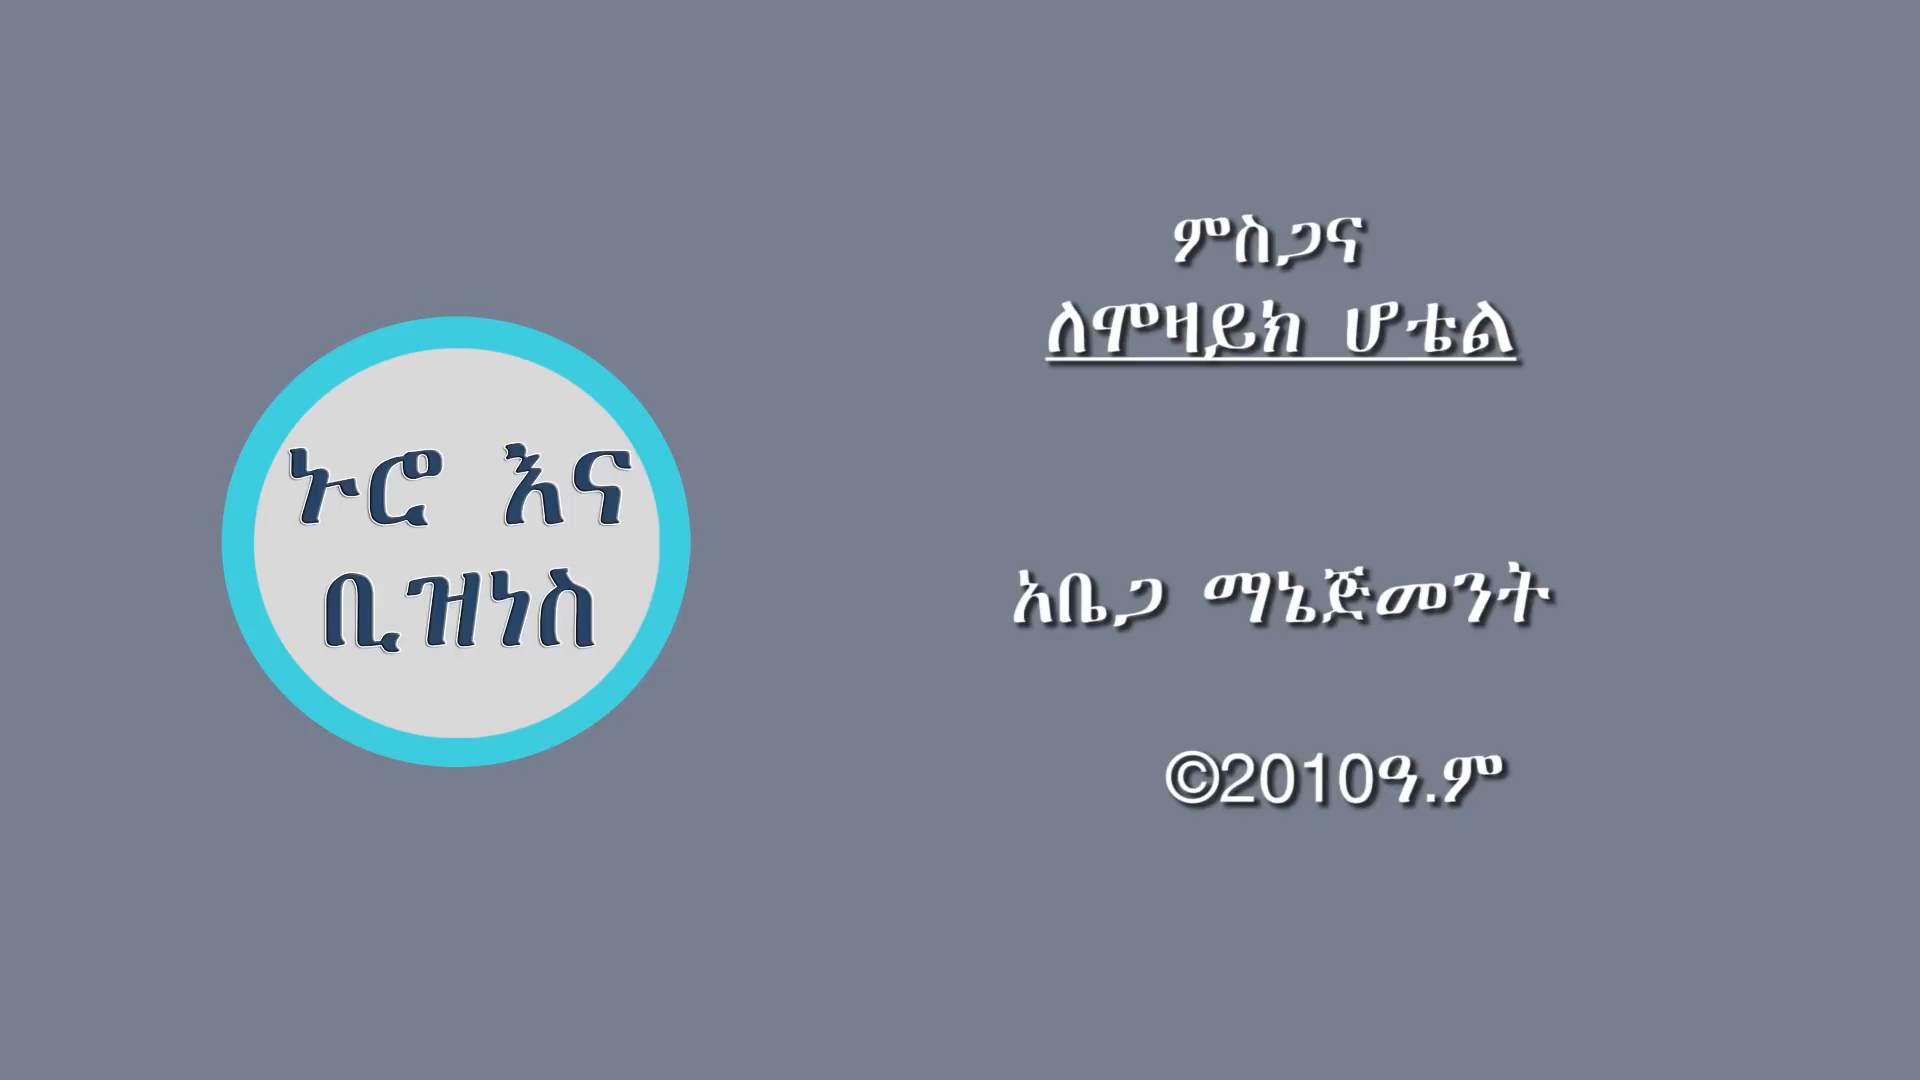 ኑሮ እና
ቢዝነስ
ምስጋና
ለሞዛይክ ሆቴል
አቤጋ ማኔጅመንት
©2010ዓ.ም